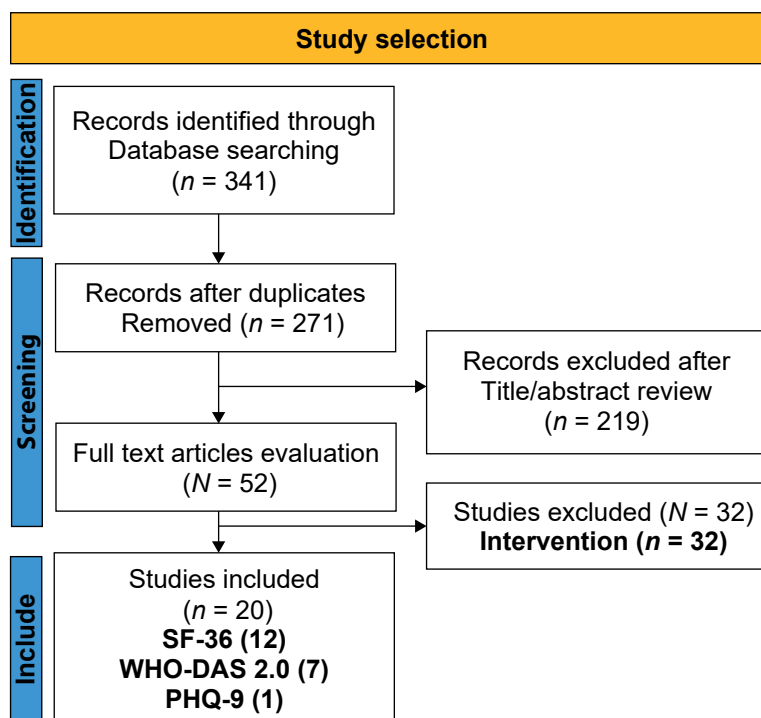 Study selection
Identification
Records identified through
Database searching
(n = 341)
Screening
Records after duplicates
Removed (n = 271)
Records excluded after
Title/abstract review
(n = 219)
Full text articles evaluation
(N = 52)
Studies excluded (N = 32)
Intervention (n = 32)
Include
Studies included
(n = 20)
SF-36 (12)
WHO-DAS 2.0 (7)
PHQ-9 (1)